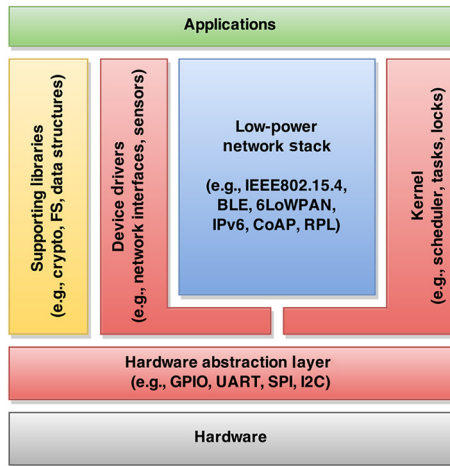 Applications
Supporting libraries
(e.g., crypto, FS, data structures)
Device drivers
(e.g., network interfaces, sensors)
Low-power
network stack
(e.g., IEEE802.15.4,
BLE, 6LoWPAN,
IPv6, CoAP, RPL)
Kernel
(e.g., scheduler, tasks, locks)
Hardware abstraction layer
(e.g., GPIO, UART, SPI, I2C)
Hardware